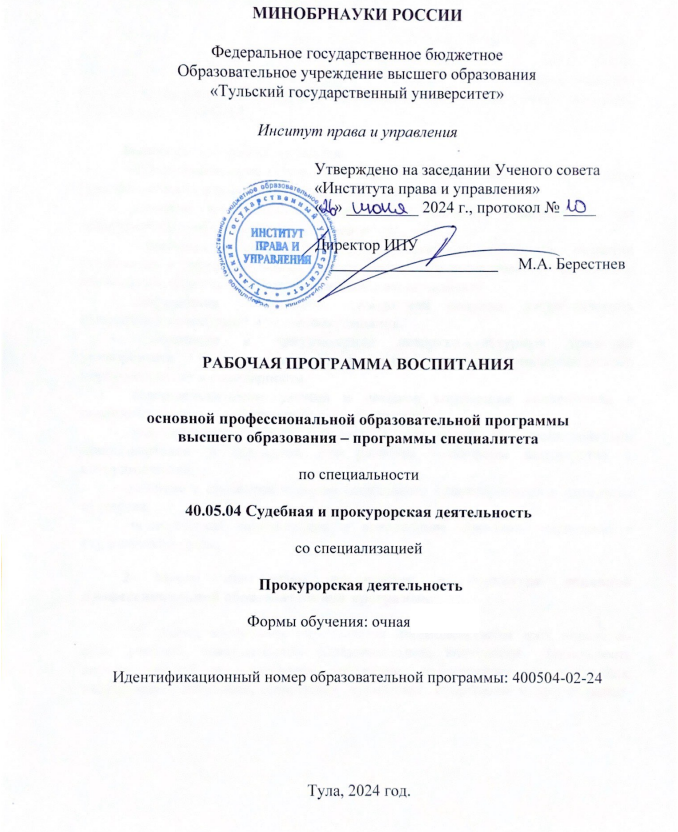 МИНОБРНАУКИ РОССИИ
Федеральное государственное бюджетное
Образовательное учреждение высшего образования
«Тульский государственный университет»
Инситут права и управления
Утверждено на заседании Ученого совета
«Института права и управления»
«26» июня 2024 г., протокол № 10
ИНСТИТУТ
ПРАВА И
УПРАВЛЕНИЯ
Директор ИПУ
М.А. Берестнев
РАБОЧАЯ ПРОГРАММА ВОСПИТАНИЯ
основной профессиональной образовательной программы
высшего образования – программы специалитета
по специальности
40.05.04 Судебная и прокурорская деятельность
со специализацией
Прокурорская деятельность
Формы обучения: очная
Идентификационный номер образовательной программы: 400504-02-24
Тула, 2024 год.